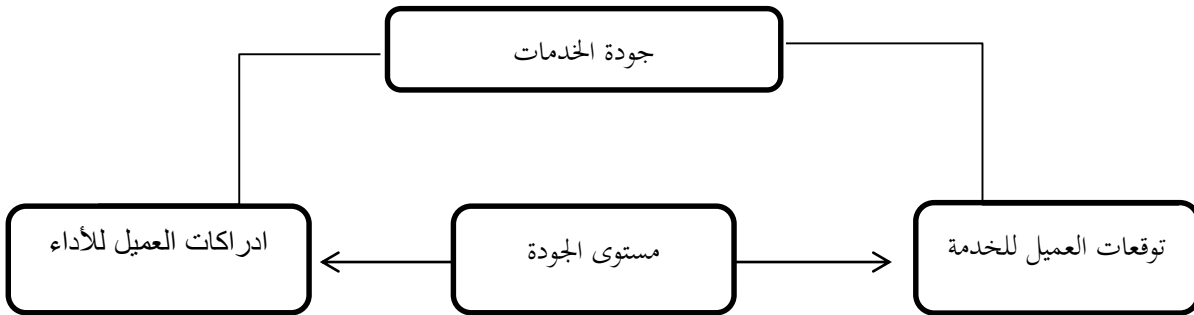 جودة الخدمات
توقعات العميل للخدمة
مستوى الجودة
ادراكات العميل للأداء